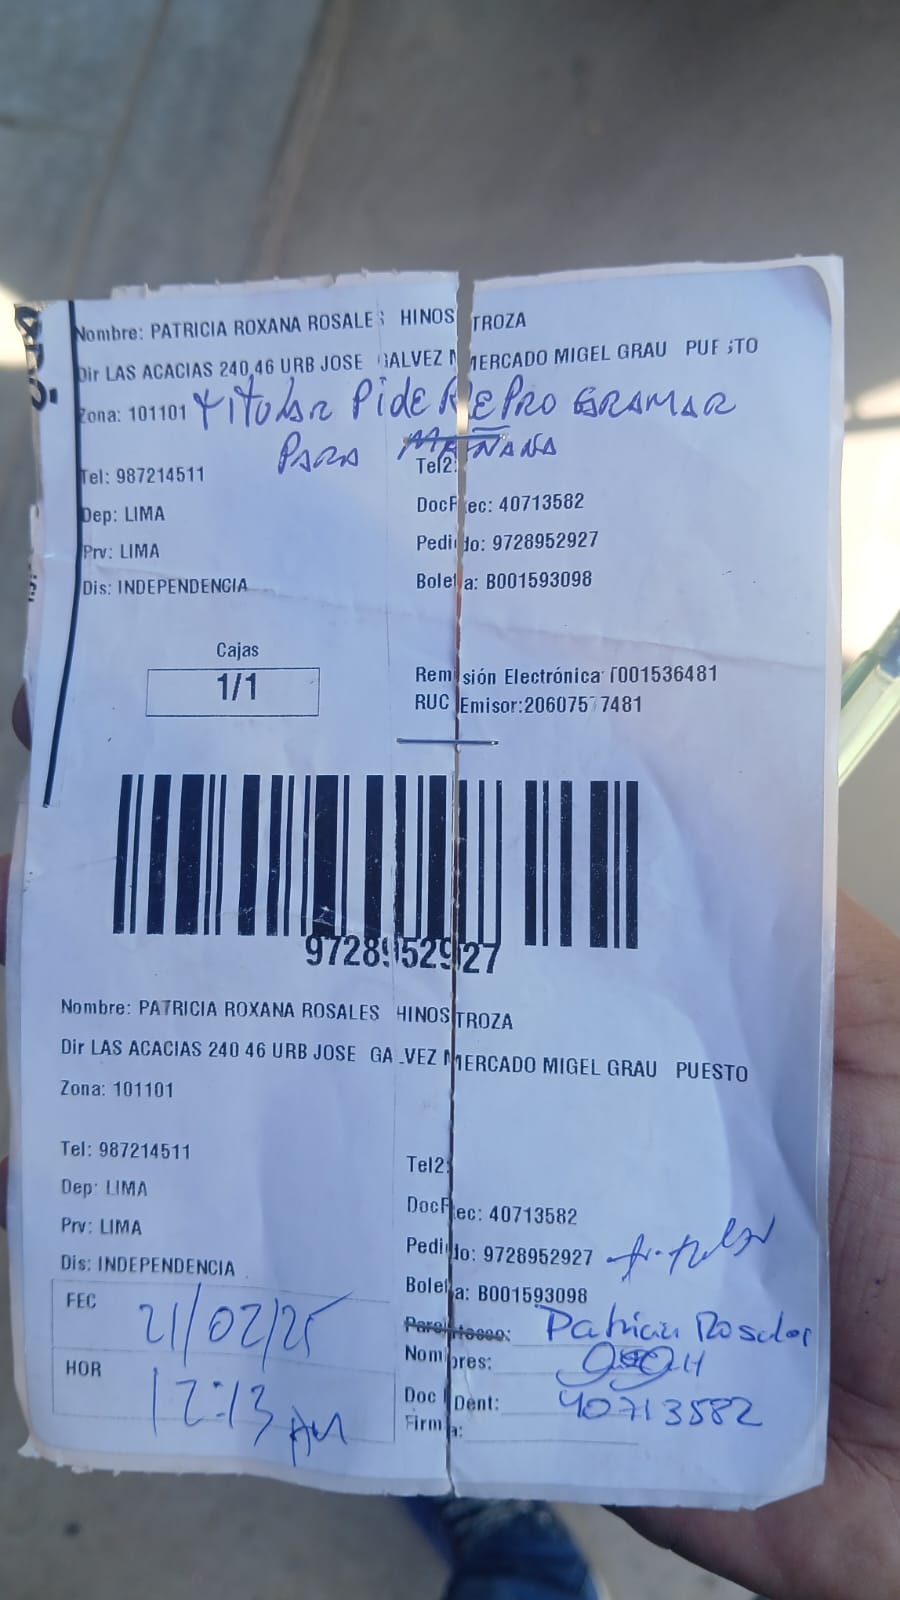 Nombre: PATRICIA ROXANA ROSALES HINOSTROZA
Dir LAS ACACIAS 240 46 URB JOSE GALVEZ MERCADO MIGEL GRAU PUESTO
Zona: 101101 TITULAR PIDE REPROGRAMAR
PARA MAÑANA
Tel: 987214511 Tel2:
Dep: LIMA DocRec: 40713582
Prv: LIMA Pedido: 9728952927
Dis: INDEPENDENCIA Boleta: B001593098
Cajas
1/1
Remisión Electrónica: T001536481
RUC Emisor:20607577481
9728952927
Nombre: PATRICIA ROXANA ROSALES HINOSTROZA
Dir LAS ACACIAS 240 46 URB JOSE GALVEZ MERCADO MIGEL GRAU PUESTO
Zona: 101101
Tel: 987214511 Tel2:
Dep: LIMA DocRec: 40713582
Prv: LIMA Pedido: 9728952927
Dis: INDEPENDENCIA Boleta: B001593098
FEC 21/02/25
HOR 12:13 AM
Parentesco: Patricia Rosales
Nombres:
Doc Ident: 40713582
Firma: